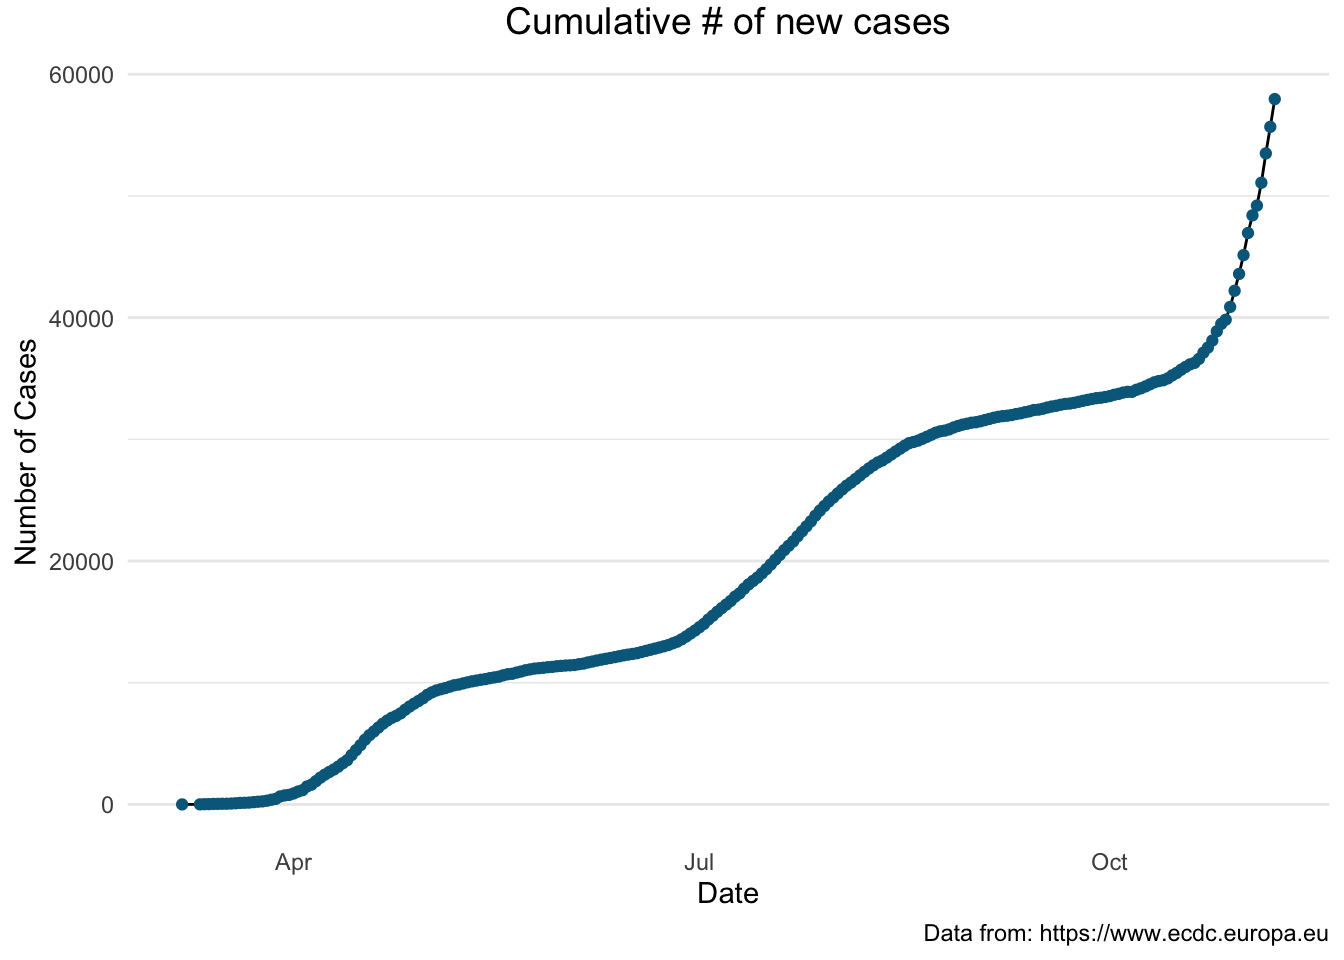 Cumulative # of new cases
60000
40000
20000
0
Number of Cases
Apr
Jul
Oct
Date
Data from: https://www.ecdc.europa.eu